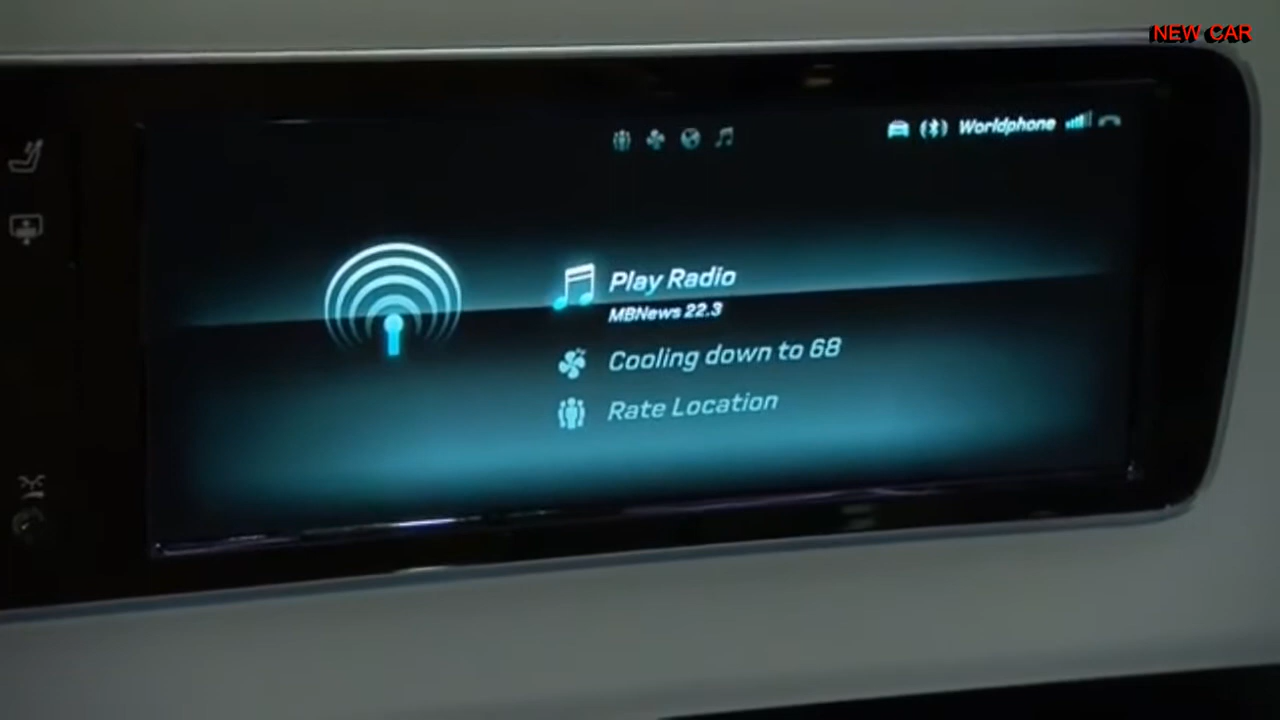 NEW CAR
Worldphone
Play Radio
MBNews 22.3
Cooling down to 68
Rate Location